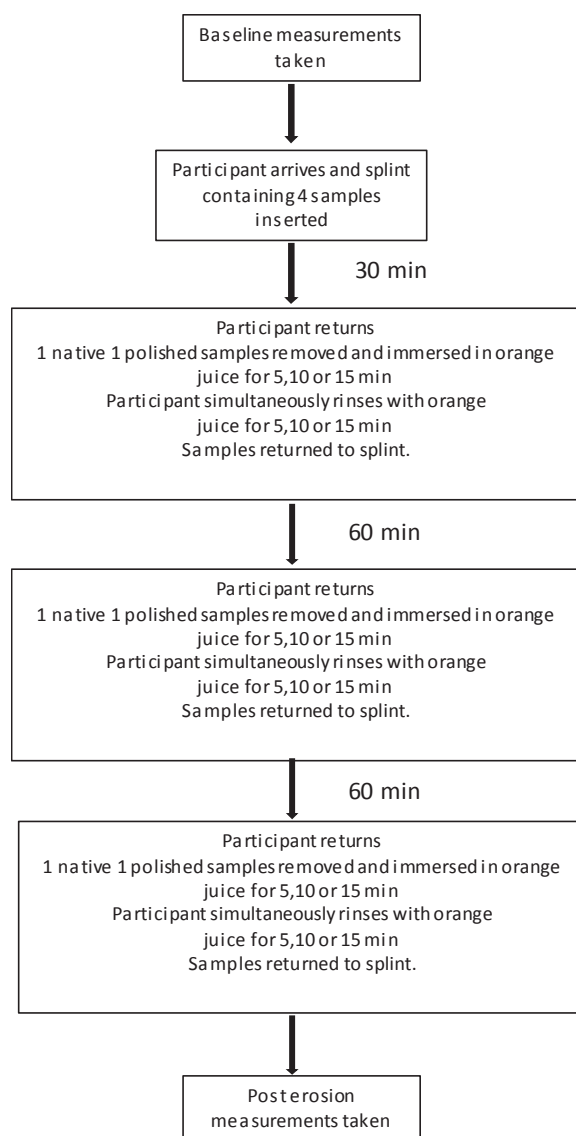 Baseline measurements
taken
Participant arrives and splint
containing 4 samples
inserted
30 min
Participant returns
1 native 1 polished samples removed and immersed in orange
juice for 5,10 or 15 min
Participant simultaneously rinses with orange
juice for 5,10 or 15 min
Samples returned to splint.
60 min
Participant returns
1 native 1 polished samples removed and immersed in orange
juice for 5,10 or 15 min
Participant simultaneously rinses with orange
juice for 5,10 or 15 min
Samples returned to splint.
60 min
Participant returns
1 native 1 polished samples removed and immersed in orange
juice for 5,10 or 15 min
Participant simultaneously rinses with orange
juice for 5,10 or 15 min
Samples returned to splint.
Post erosion
measurements taken